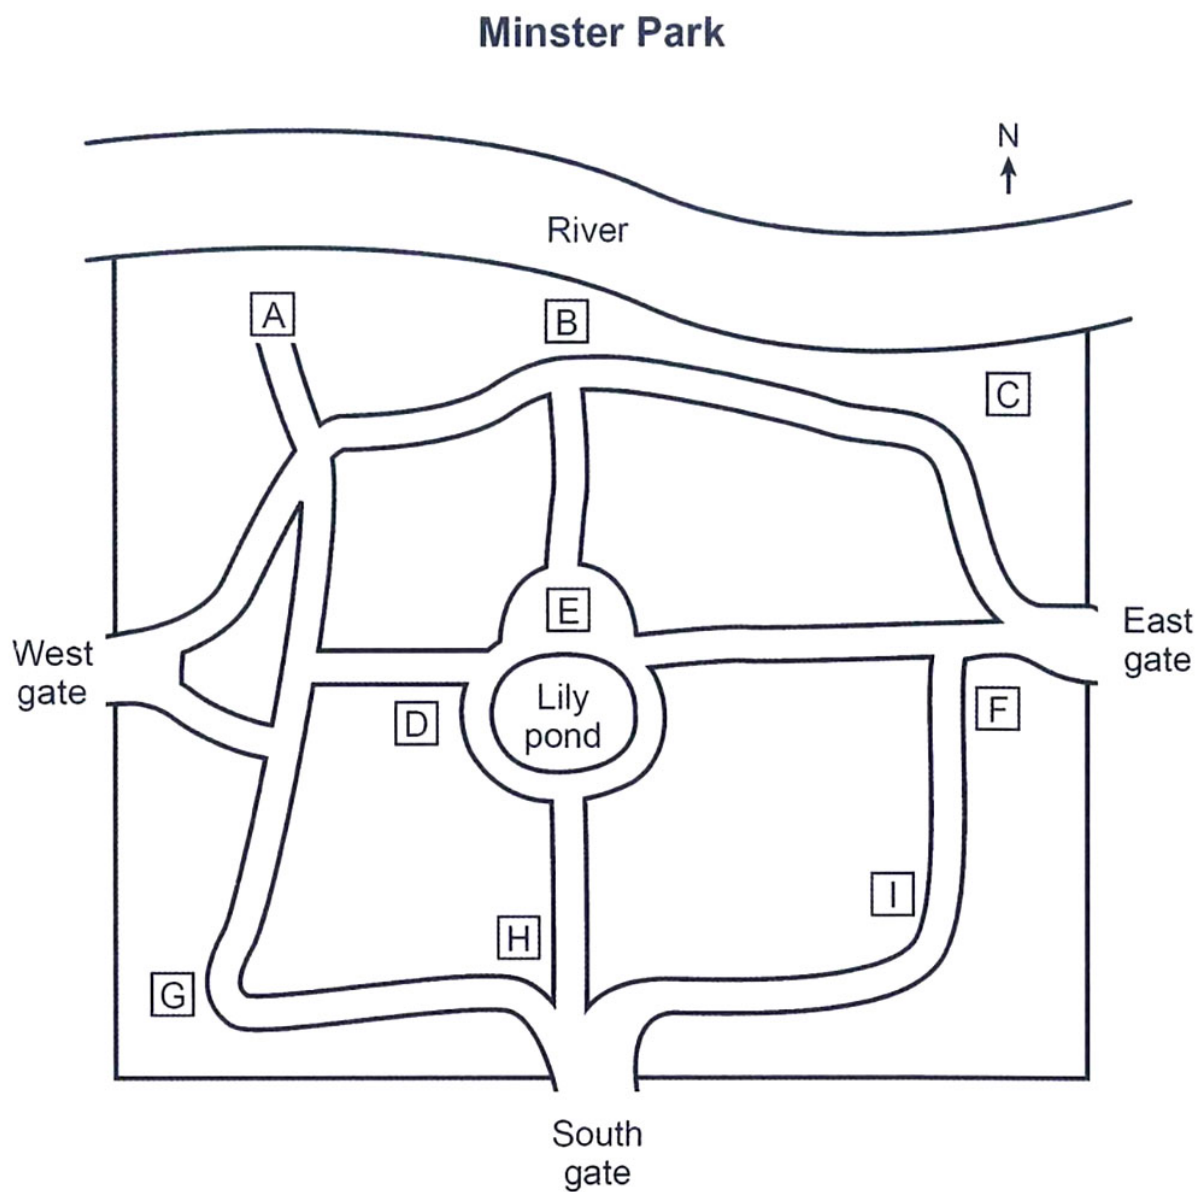 Minster Park
N
River
A
B
C
E
East
gate
West
gate
Lily
pond
D
F
I
H
G
South
gate